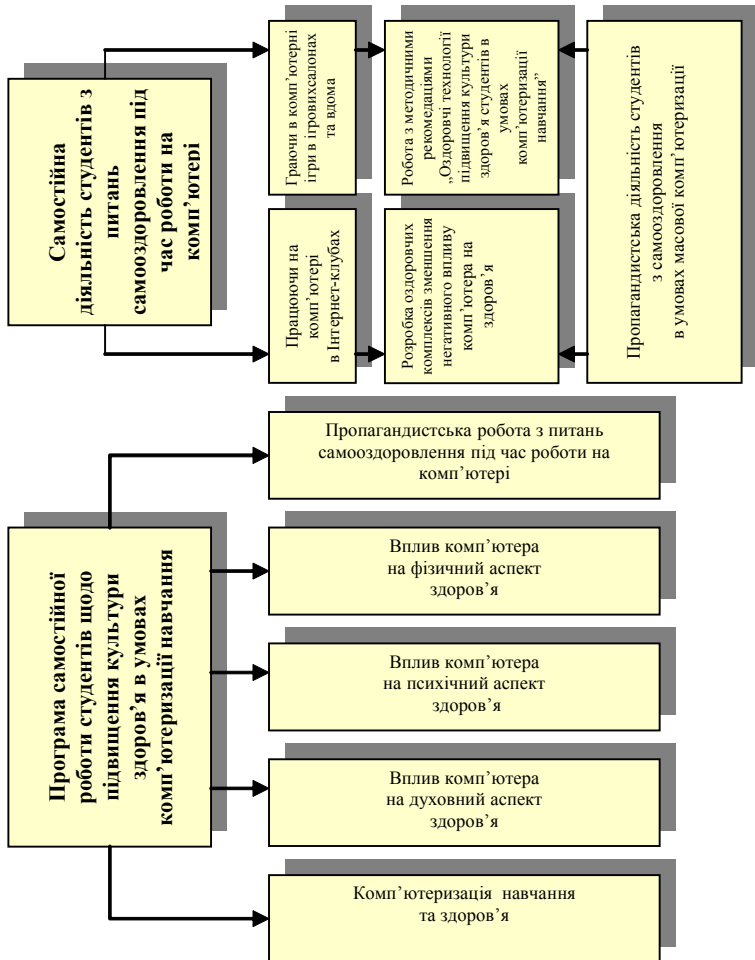 Самостійна
діяльність студентів з
питань
самооздоровлення під
час роботи на
комп’ютері
Працюючи на
комп’ютері
в Інтернет-клубах
Граючи в комп’ютерні
ігри в ігровихсалонах
та вдома
Розробка оздоровчих
комплексів зменшення
негативного впливу
комп’ютера на
здоров’я
Робота з методичними
рекомедаціями
„Оздоровчі технології
підвищення культури
здоров’я студентів в
умовах
комп’ютеризації
навчання”
Пропагандистська діяльність студентів
з самооздоровлення
в умовах масової комп’ютеризації
Програма самостійної
роботи студентів щодо
підвищення культури
здоров’я в умовах
комп’ютеризації навчання
Пропагандистська робота з питань
самооздоровлення під час роботи на
комп’ютері
Вплив комп’ютера
на фізичний аспект
здоров’я
Вплив комп’ютера
на психічний аспект
здоров’я
Вплив комп’ютера
на духовний аспект
здоров’я
Комп’ютеризація навчання
та здоров’я